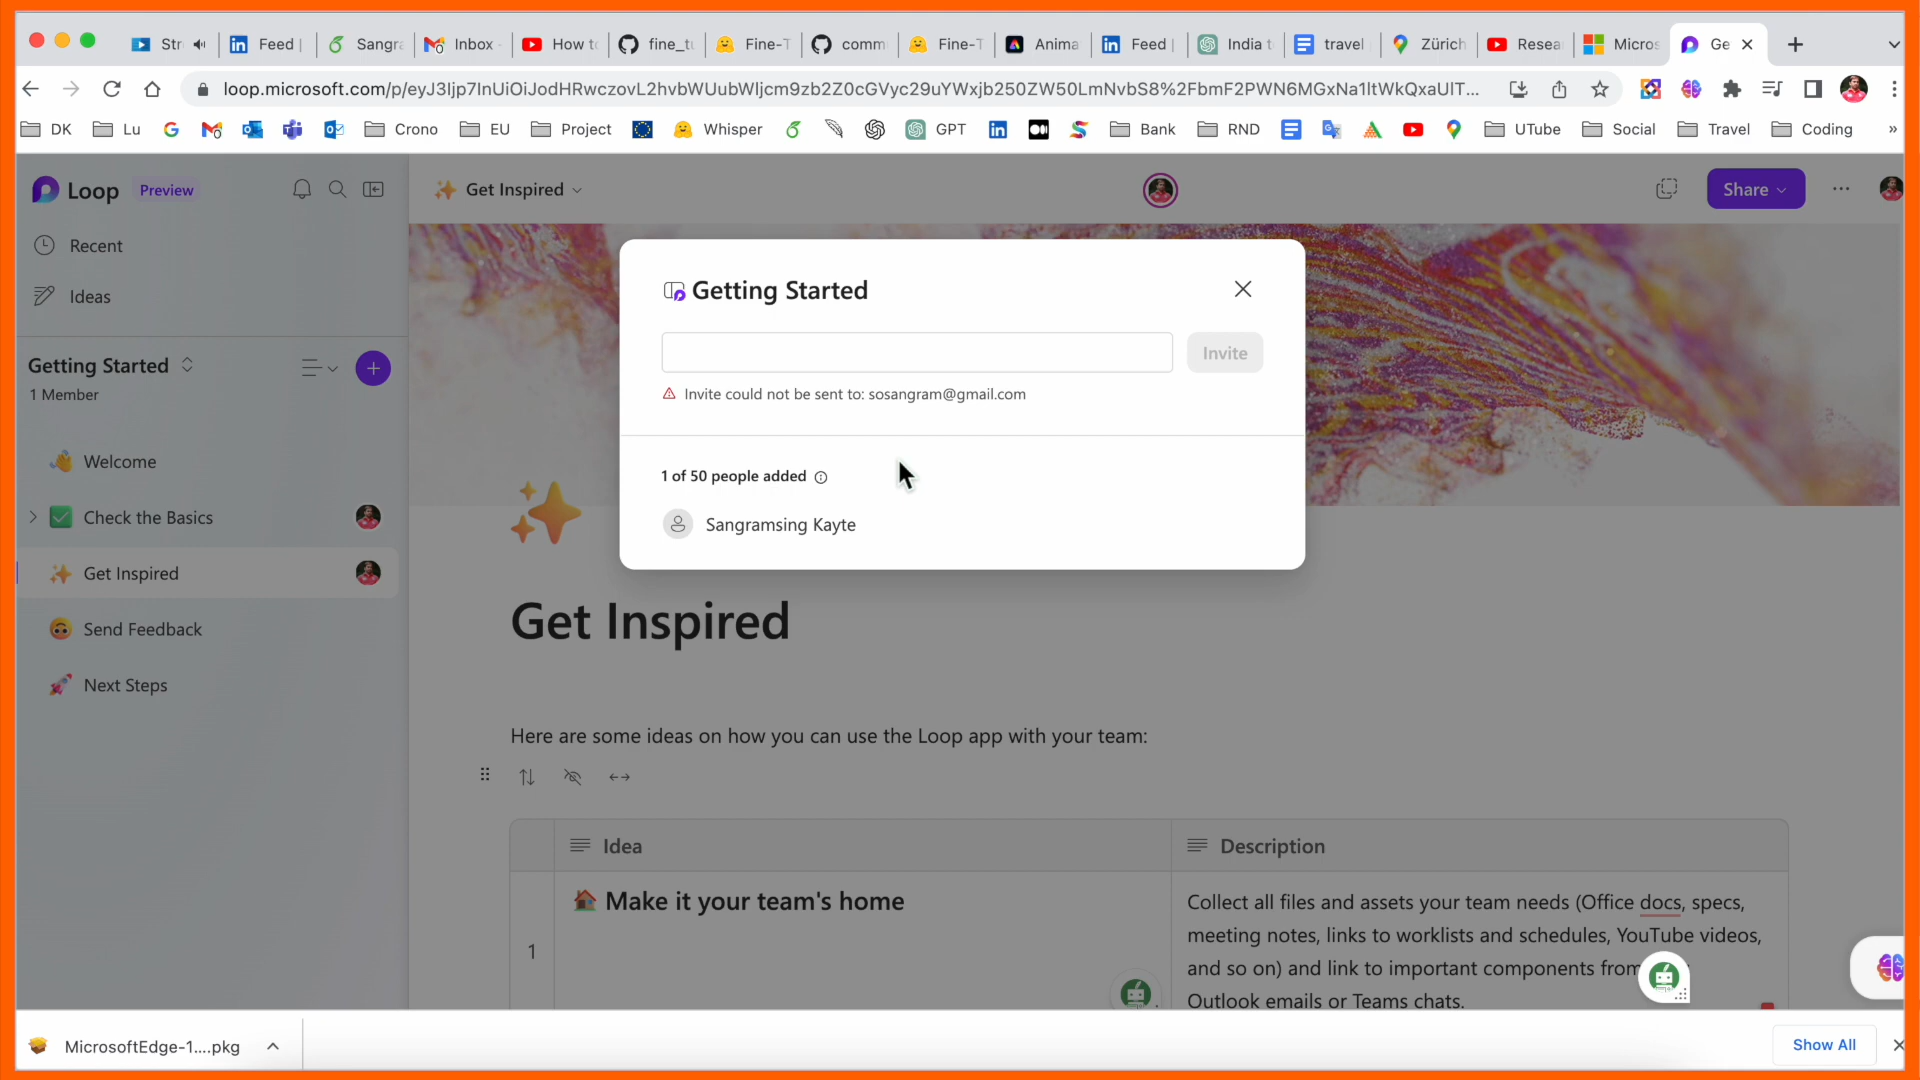 Str
Feed
Sangra
Inbox
How to
fine_tu
Fine-T
comm
Fine-T
Anima
Feed
India t
travel
Zürich
Resea
Micros
Ge
loop.microsoft.com/p/eyJ3Ijp7InUiOiJodHRwczovL2hvbWUubWljcm9zb2Z0cGVyc29uYWxjb250ZW50LmNvbS8%2FbmF2PWN6MGxNa1ltWkQxaUlT...
DK
Lu
Crono
EU
Project
Whisper
GPT
Bank
RND
UTube
Social
Travel
Coding
»
Loop Preview
Get Inspired
Share
Recent
Ideas
Getting Started
1 Member
Welcome
Check the Basics
Get Inspired
Send Feedback
Next Steps
Getting Started
Invite
Invite could not be sent to: sosangram@gmail.com
1 of 50 people added
Sangramsing Kayte
Get Inspired
Here are some ideas on how you can use the Loop app with your team:
Idea
Description
1
Make it your team's home
Collect all files and assets your team needs (Office docs, specs,
meeting notes, links to worklists and schedules, YouTube videos,
and so on) and link to important components from
Outlook emails or Teams chats.
MicrosoftEdge-1....pkg
Show All